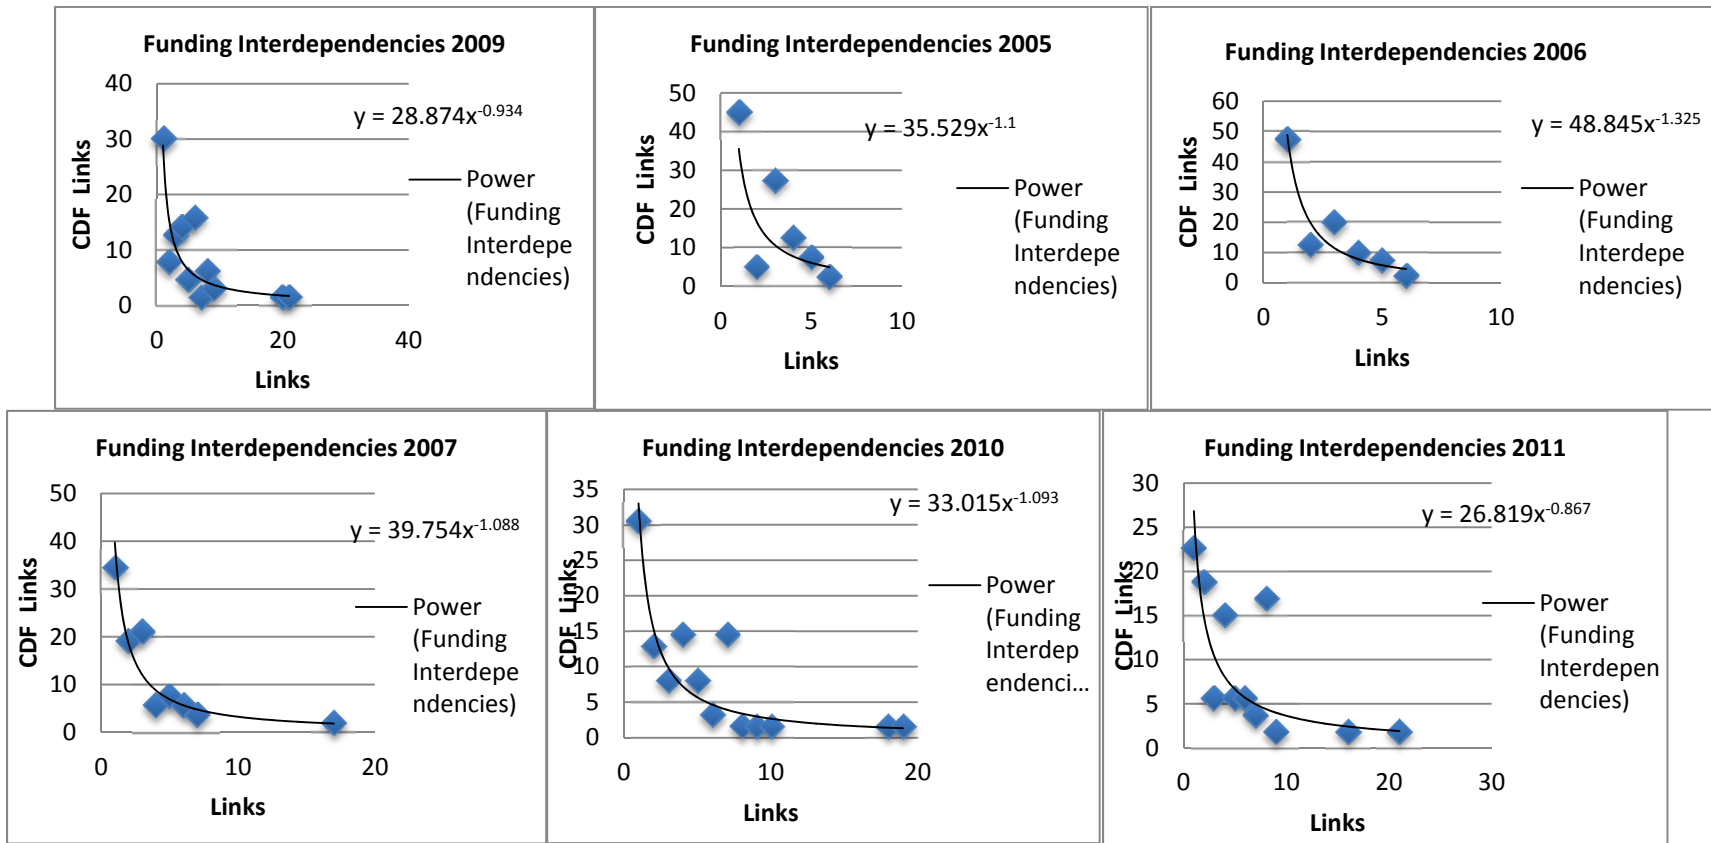 Funding Interdependencies 2009
40
30
20
10
0
0 20 40
CDF Links
Links
y = 28.874x^-0.934
Power
(Funding
Interdepe
ndencies)
Funding Interdependencies 2005
50
40
30
20
10
0
0 5 10
CDF Links
Links
y = 35.529x^-1.1
Power
(Funding
Interdepe
ndencies)
Funding Interdependencies 2006
60
50
40
30
20
10
0
0 5 10
CDF Links
Links
y = 48.845x^-1.325
Power
(Funding
Interdepe
ndencies)
Funding Interdependencies 2007
50
40
30
20
10
0
0 10 20
CDF Links
Links
y = 39.754x^-1.088
Power
(Funding
Interdepe
ndencies)
Funding Interdependencies 2010
35
30
25
20
15
10
5
0
0 10 20
CDF Links
Links
y = 33.015x^-1.093
Power
(Funding
Interdep
endenci...
Funding Interdependencies 2011
30
25
20
15
10
5
0
0 10 20 30
CDF Links
Links
y = 26.819x^-0.867
Power
(Funding
Interdepen
dencies)